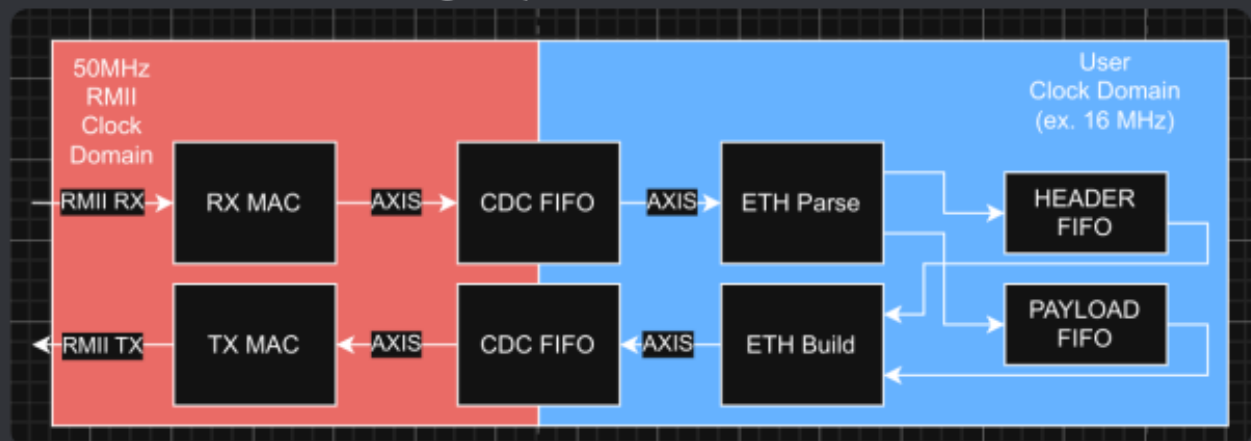 50MHz
RMII
Clock
Domain
User
Clock Domain
(ex. 16 MHz)
RMII RX
RX MAC
AXIS
CDC FIFO
AXIS
ETH Parse
HEADER
FIFO
RMII TX
TX MAC
AXIS
CDC FIFO
AXIS
ETH Build
PAYLOAD
FIFO